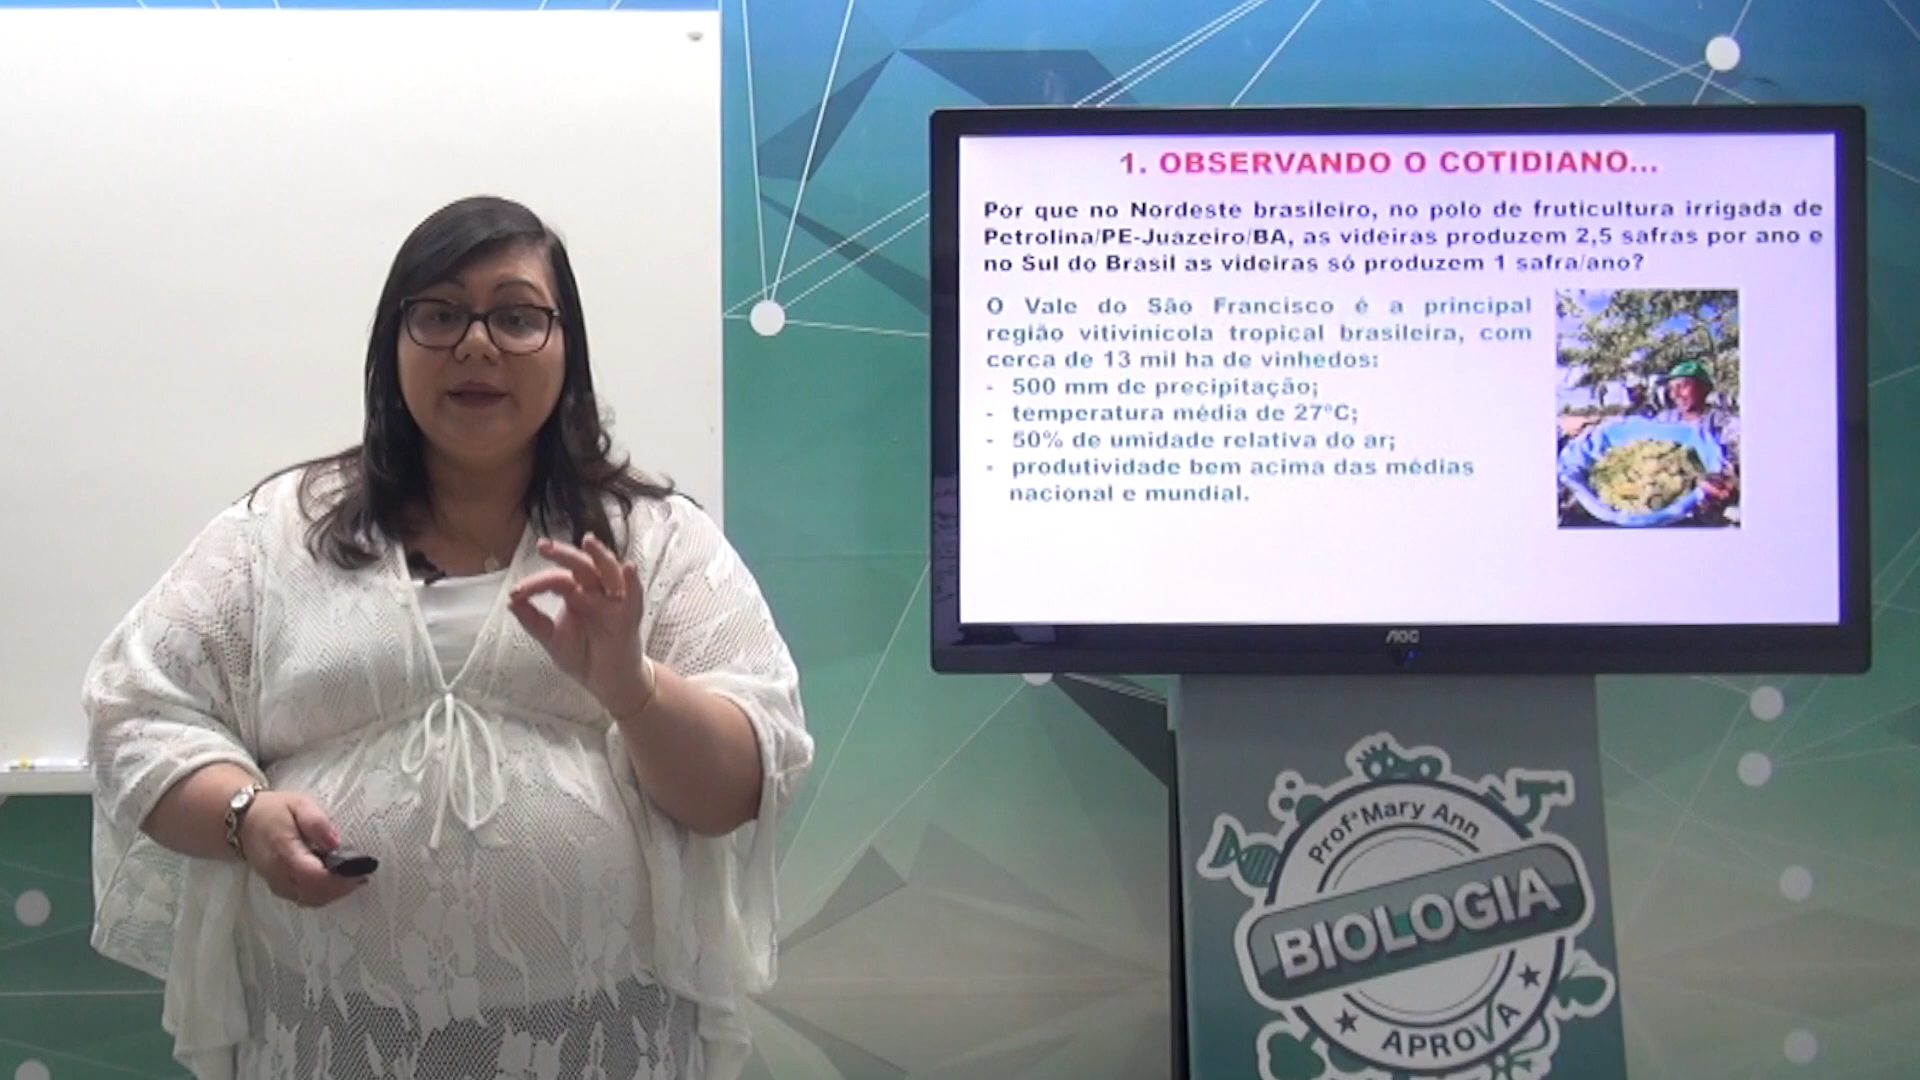 1. OBSERVANDO O COTIDIANO...
Por que no Nordeste brasileiro, no polo de fruticultura irrigada de
Petrolina/PE-Juazeiro/BA, as videiras produzem 2,5 safras por ano e
no Sul do Brasil as videiras só produzem 1 safra/ano?
O Vale do São Francisco é a principal
região vitivinícola tropical brasileira, com
cerca de 13 mil ha de vinhedos:
- 500 mm de precipitação;
- temperatura média de 27ºC;
- 50% de umidade relativa do ar;
- produtividade bem acima das médias
nacional e mundial.
AOC
Profª Mary Ann
BIOLOGIA
APROVA